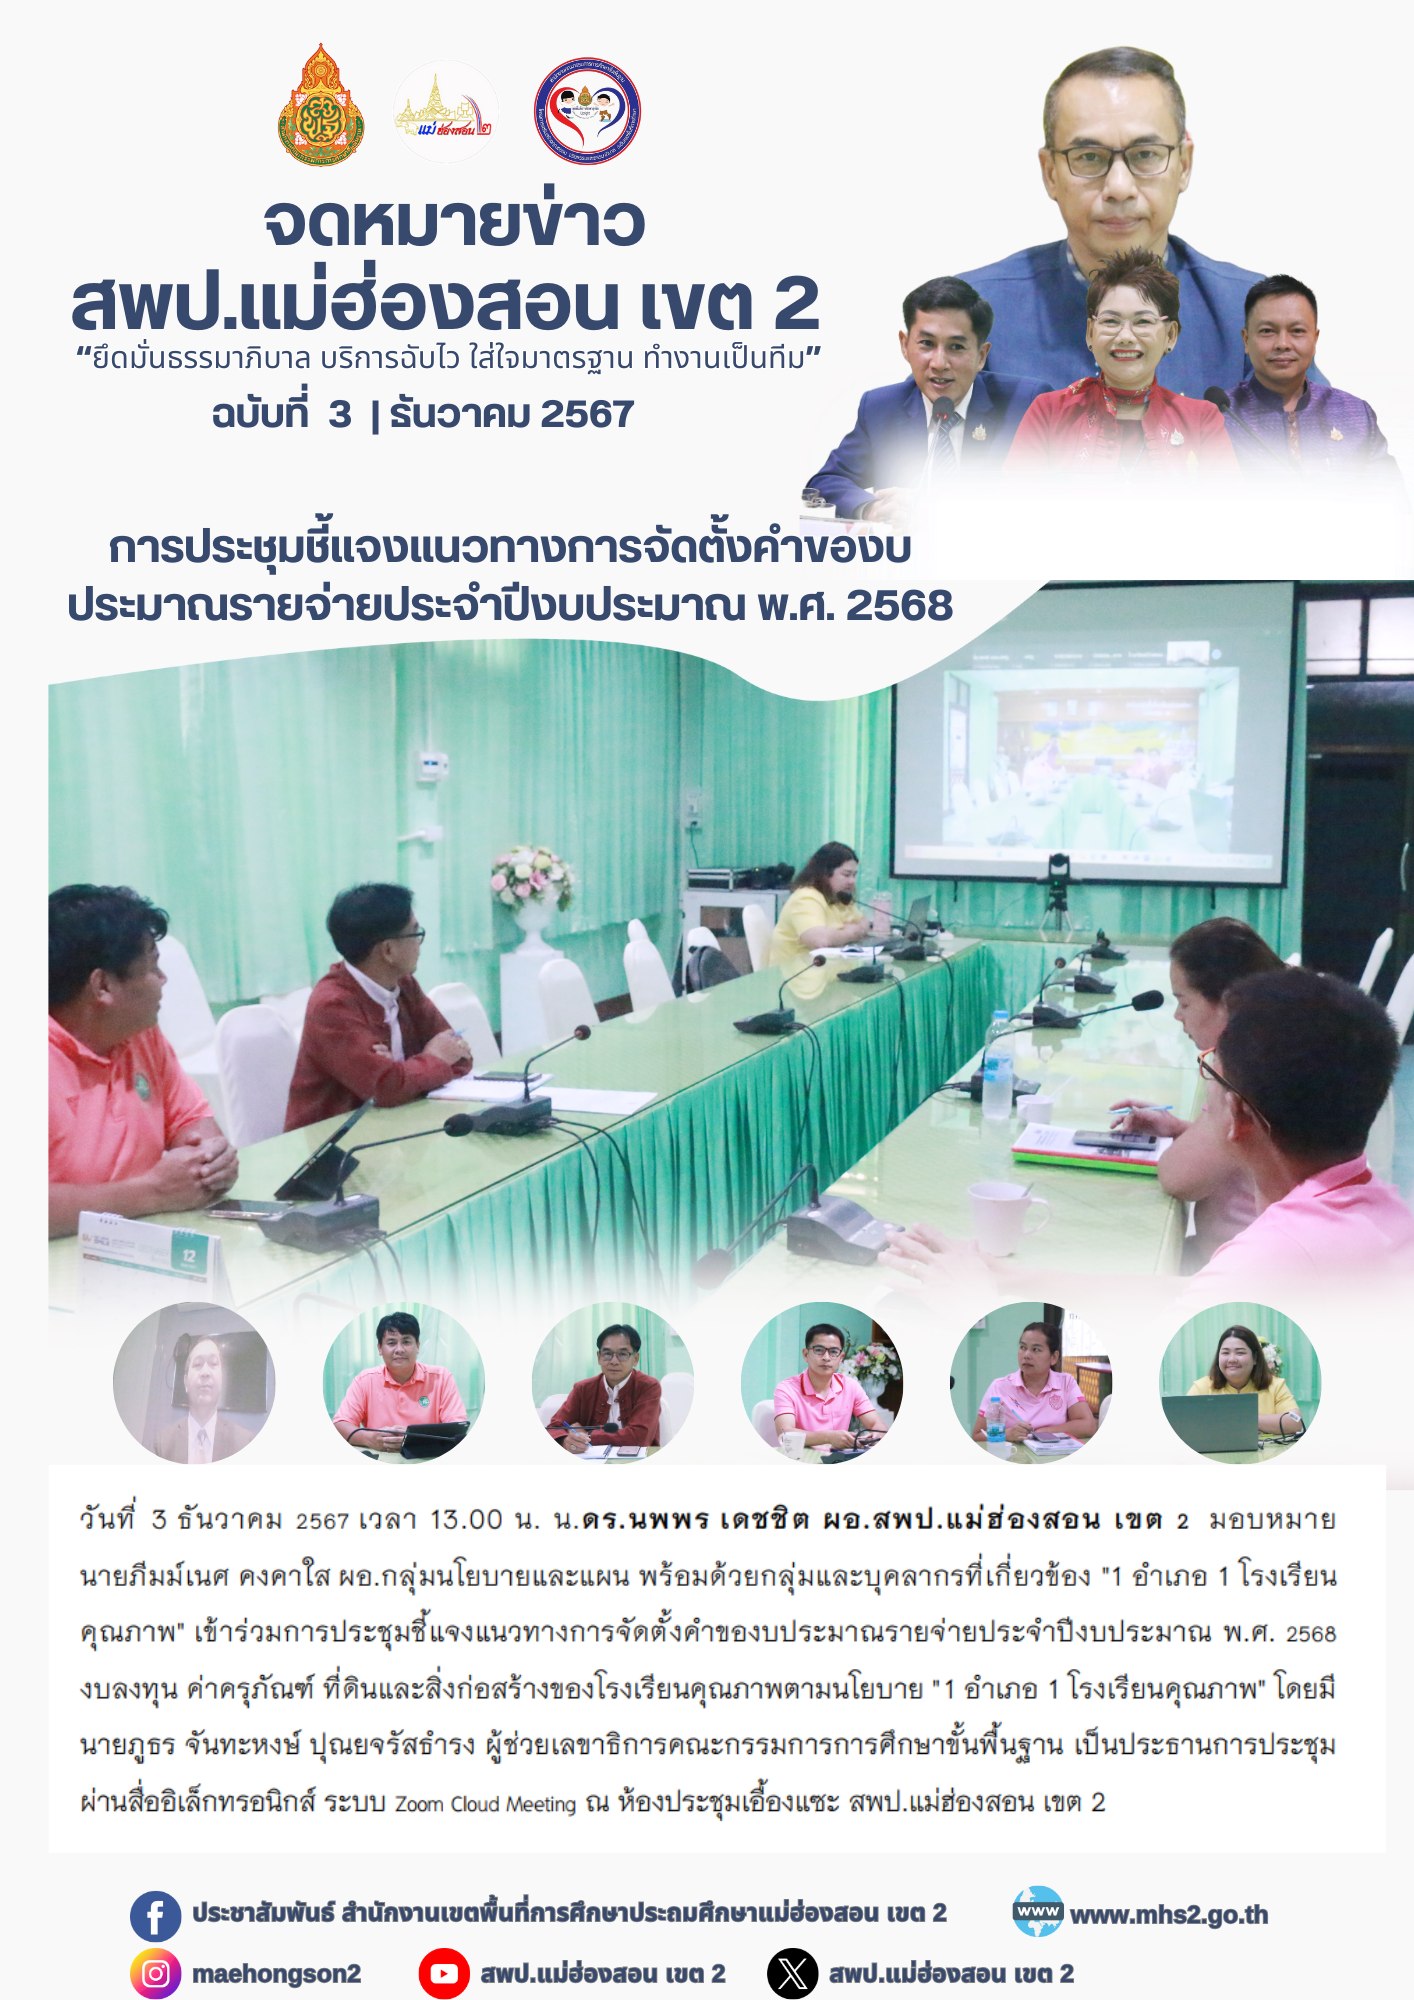 แม่ฮ่องสอน ๒
จดหมายข่าว
สพป.แม่ฮ่องสอน เขต 2
“ยึดมั่นธรรมาภิบาล บริการฉับไว ใส่ใจมาตรฐาน ทำงานเป็นทีม”
ฉบับที่ 3 | ธันวาคม 2567
การประชุมชี้แจงแนวทางการจัดตั้งคำของบ
ประมาณรายจ่ายประจำปีงบประมาณ พ.ศ. 2568
12
วันที่ 3 ธันวาคม 2567 เวลา 13.00 น. น.ดร.นพพร เดชชิต ผอ.สพป.แม่ฮ่องสอน เขต 2 มอบหมาย
นายภีมม์เนศ คงคาใส ผอ.กลุ่มนโยบายและแผน พร้อมด้วยกลุ่มและบุคลากรที่เกี่ยวข้อง "1 อำเภอ 1 โรงเรียน
คุณภาพ" เข้าร่วมการประชุมชี้แจงแนวทางการจัดตั้งคำของบประมาณรายจ่ายประจำปีงบประมาณ พ.ศ. 2568
งบลงทุน ค่าครุภัณฑ์ ที่ดินและสิ่งก่อสร้างของโรงเรียนคุณภาพตามนโยบาย "1 อำเภอ 1 โรงเรียนคุณภาพ" โดยมี
นายภูธร จันทะหงษ์ ปุณยจรัสธำรง ผู้ช่วยเลขาธิการคณะกรรมการการศึกษาขั้นพื้นฐาน เป็นประธานการประชุม
ผ่านสื่ออิเล็กทรอนิกส์ ระบบ Zoom Cloud Meeting ณ ห้องประชุมเอื้องแซะ สพป.แม่ฮ่องสอน เขต 2
ประชาสัมพันธ์ สำนักงานเขตพื้นที่การศึกษาประถมศึกษาแม่ฮ่องสอน เขต 2
www www.mhs2.go.th
maehongson2
สพป.แม่ฮ่องสอน เขต 2
สพป.แม่ฮ่องสอน เขต 2